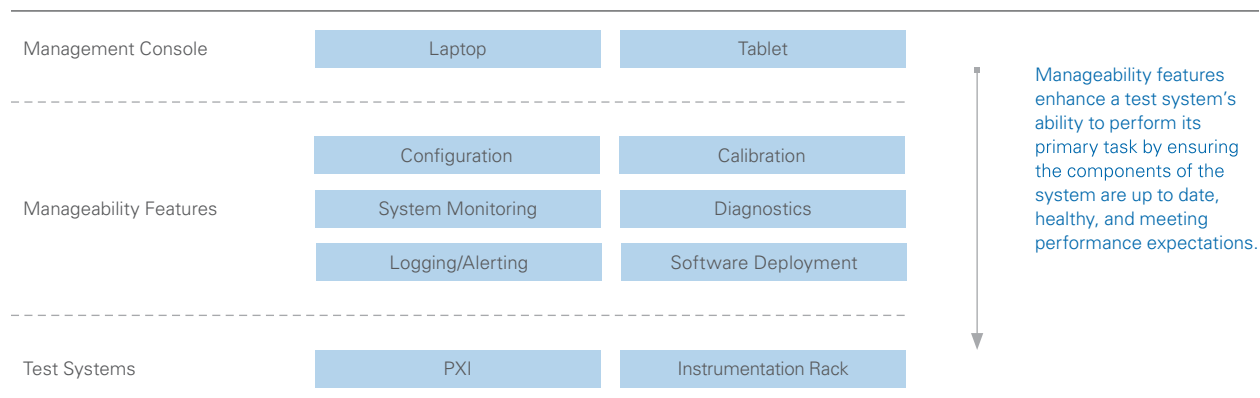 Management Console
Laptop
Tablet
Manageability Features
Configuration
Calibration
System Monitoring
Diagnostics
Logging/Alerting
Software Deployment
Test Systems
PXI
Instrumentation Rack
Manageability features
enhance a test system’s
ability to perform its
primary task by ensuring
the components of the
system are up to date,
healthy, and meeting
performance expectations.